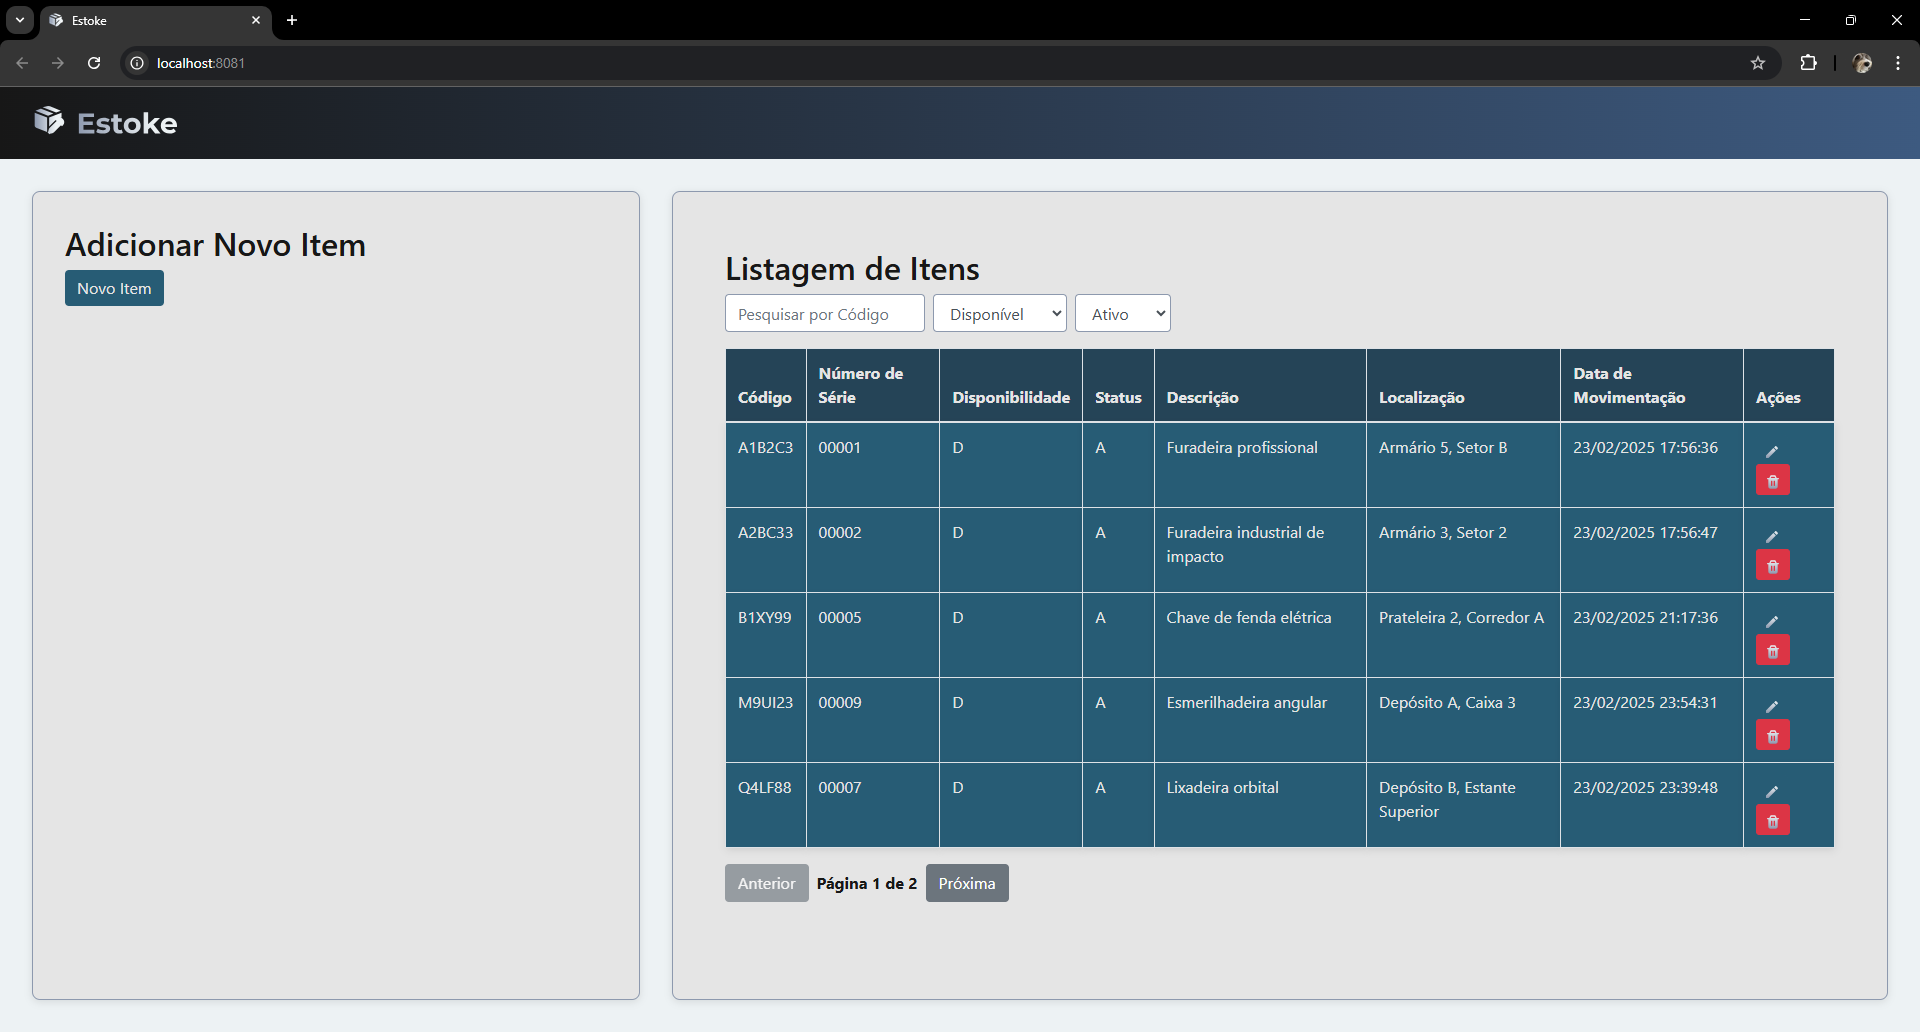 Estoke
localhost:8081
Estoke
Adicionar Novo Item
Novo Item
Listagem de Itens
Pesquisar por Código Disponível Ativo
Código Número de Série Disponibilidade Status Descrição Localização Data de Movimentação Ações
A1B2C3 00001 D A Furadeira profissional Armário 5, Setor B 23/02/2025 17:56:36
A2BC33 00002 D A Furadeira industrial de impacto Armário 3, Setor 2 23/02/2025 17:56:47
B1XY99 00005 D A Chave de fenda elétrica Prateleira 2, Corredor A 23/02/2025 21:17:36
M9UI23 00009 D A Esmerilhadeira angular Depósito A, Caixa 3 23/02/2025 23:54:31
Q4LF88 00007 D A Lixadeira orbital Depósito B, Estante Superior 23/02/2025 23:39:48
Anterior Página 1 de 2 Próxima